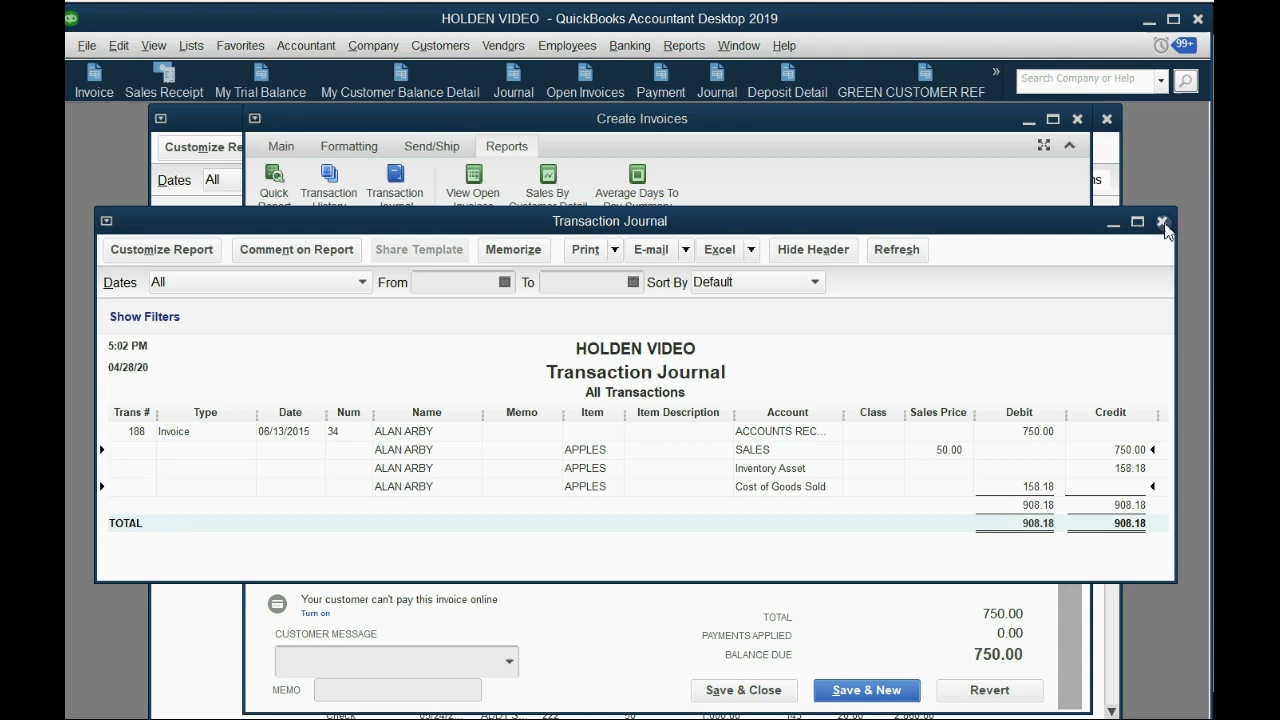 HOLDEN VIDEO - QuickBooks Accountant Desktop 2019
File Edit View Lists Favorites Accountant Company Customers Vendors Employees Banking Reports Window Help
99+
Invoice Sales Receipt My Trial Balance My Customer Balance Detail Journal Open Invoices Payment Journal Deposit Detail GREEN CUSTOMER REF » Search Company or Help
Create Invoices
Customize Re Main Formatting Send/Ship Reports
Dates All Quick Transaction Transaction View Open Sales By Average Days To
Transaction Journal
Customize Report Comment on Report Share Template Memorize Print E-mail Excel Hide Header Refresh
Dates All From To Sort By Default
Show Filters
5:02 PM
HOLDEN VIDEO
04/28/20
Transaction Journal
All Transactions
Trans # Type Date Num Name Memo Item Item Description Account Class Sales Price Debit Credit
188 Invoice 06/13/2015 34 ALAN ARBY ACCOUNTS REC... 750.00
ALAN ARBY APPLES SALES 50.00 750.00
ALAN ARBY APPLES Inventory Asset 158.18
ALAN ARBY APPLES Cost of Goods Sold 158.18
908.18 908.18
TOTAL 908.18 908.18
Your customer can't pay this invoice online
Turn on
TOTAL 750.00
CUSTOMER MESSAGE PAYMENTS APPLIED 0.00
BALANCE DUE 750.00
MEMO Save & Close Save & New Revert